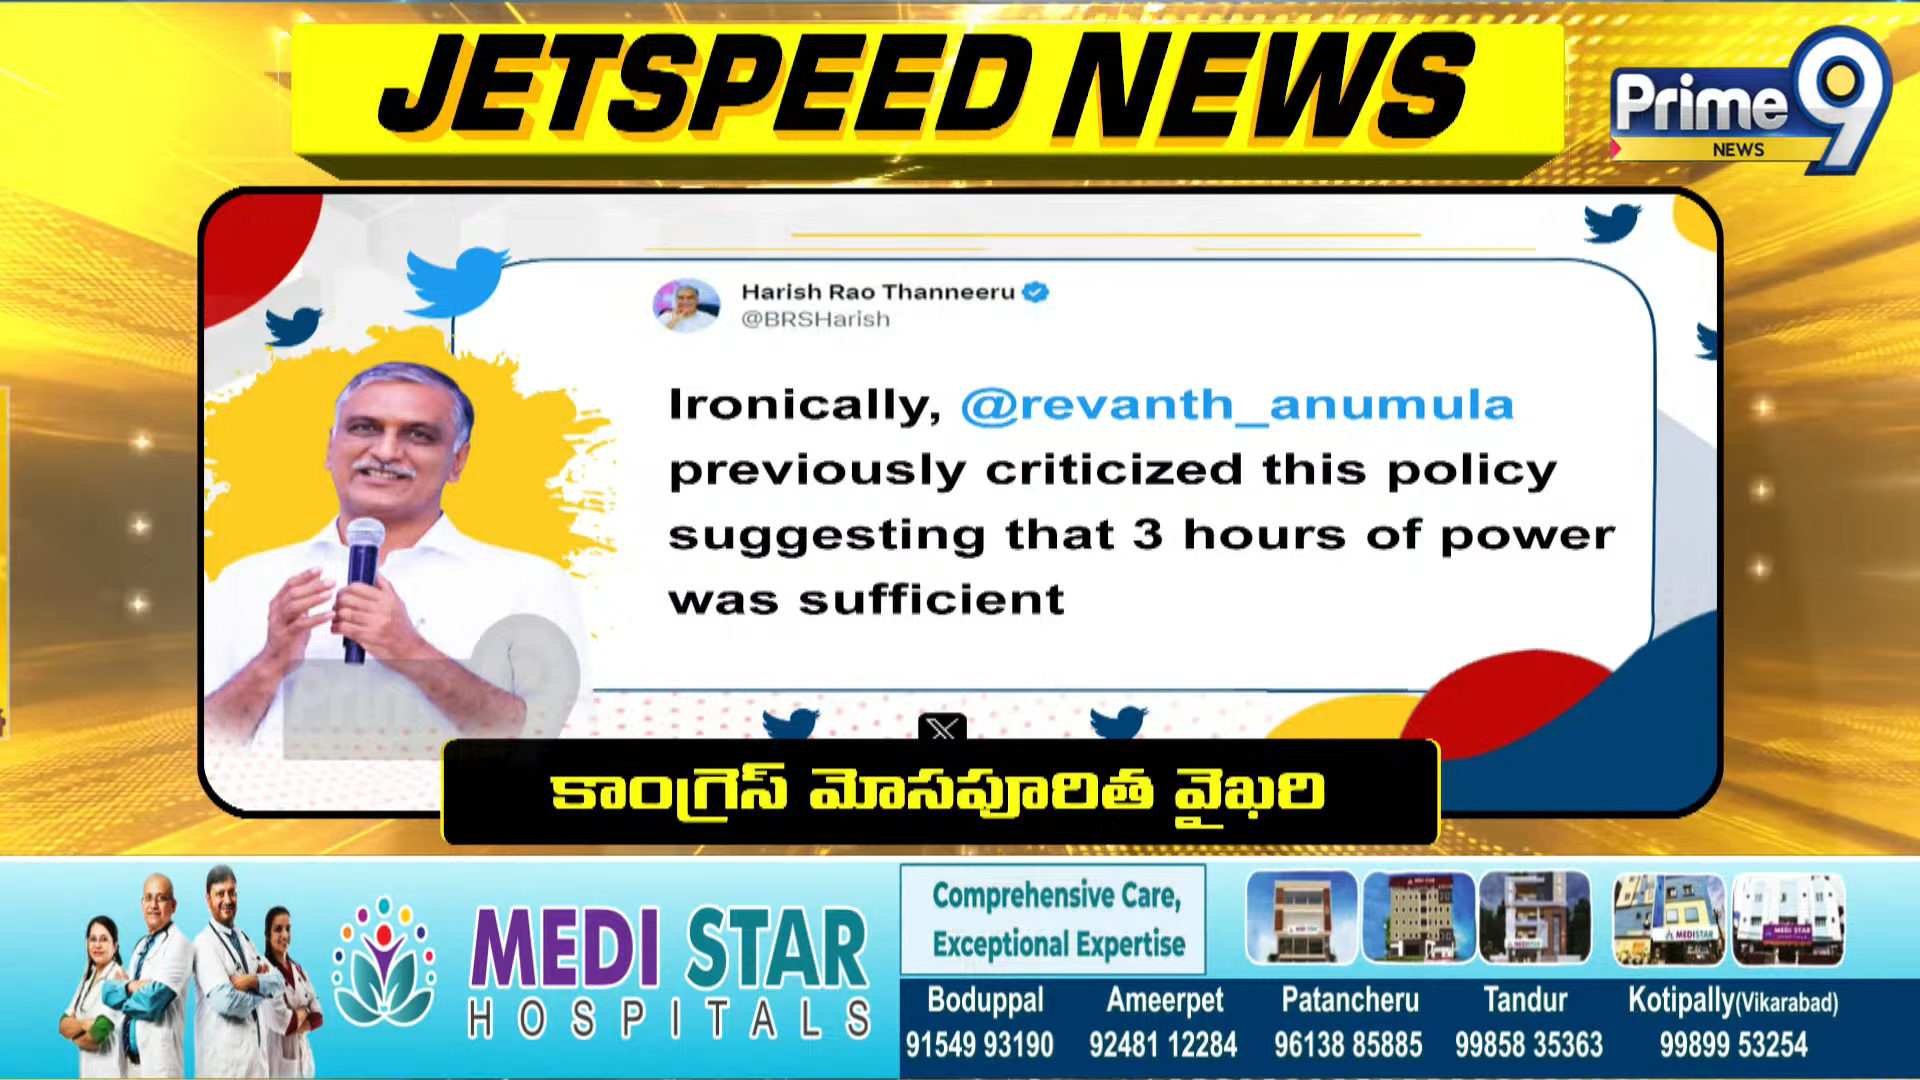 JETSPEED NEWS
Prime9
NEWS
Harish Rao Thanneeru
@BRSHarish
Ironically, @revanth_anumula
previously criticized this policy
suggesting that 3 hours of power
was sufficient
కాంగ్రెస్ మోసపూరిత వైఖరి
MEDI STAR
HOSPITALS
Comprehensive Care,
Exceptional Expertise
Boduppal Ameerpet Patancheru Tandur Kotipally(Vikarabad)
91549 93190 92481 12284 96138 85885 99858 35363 99899 53254